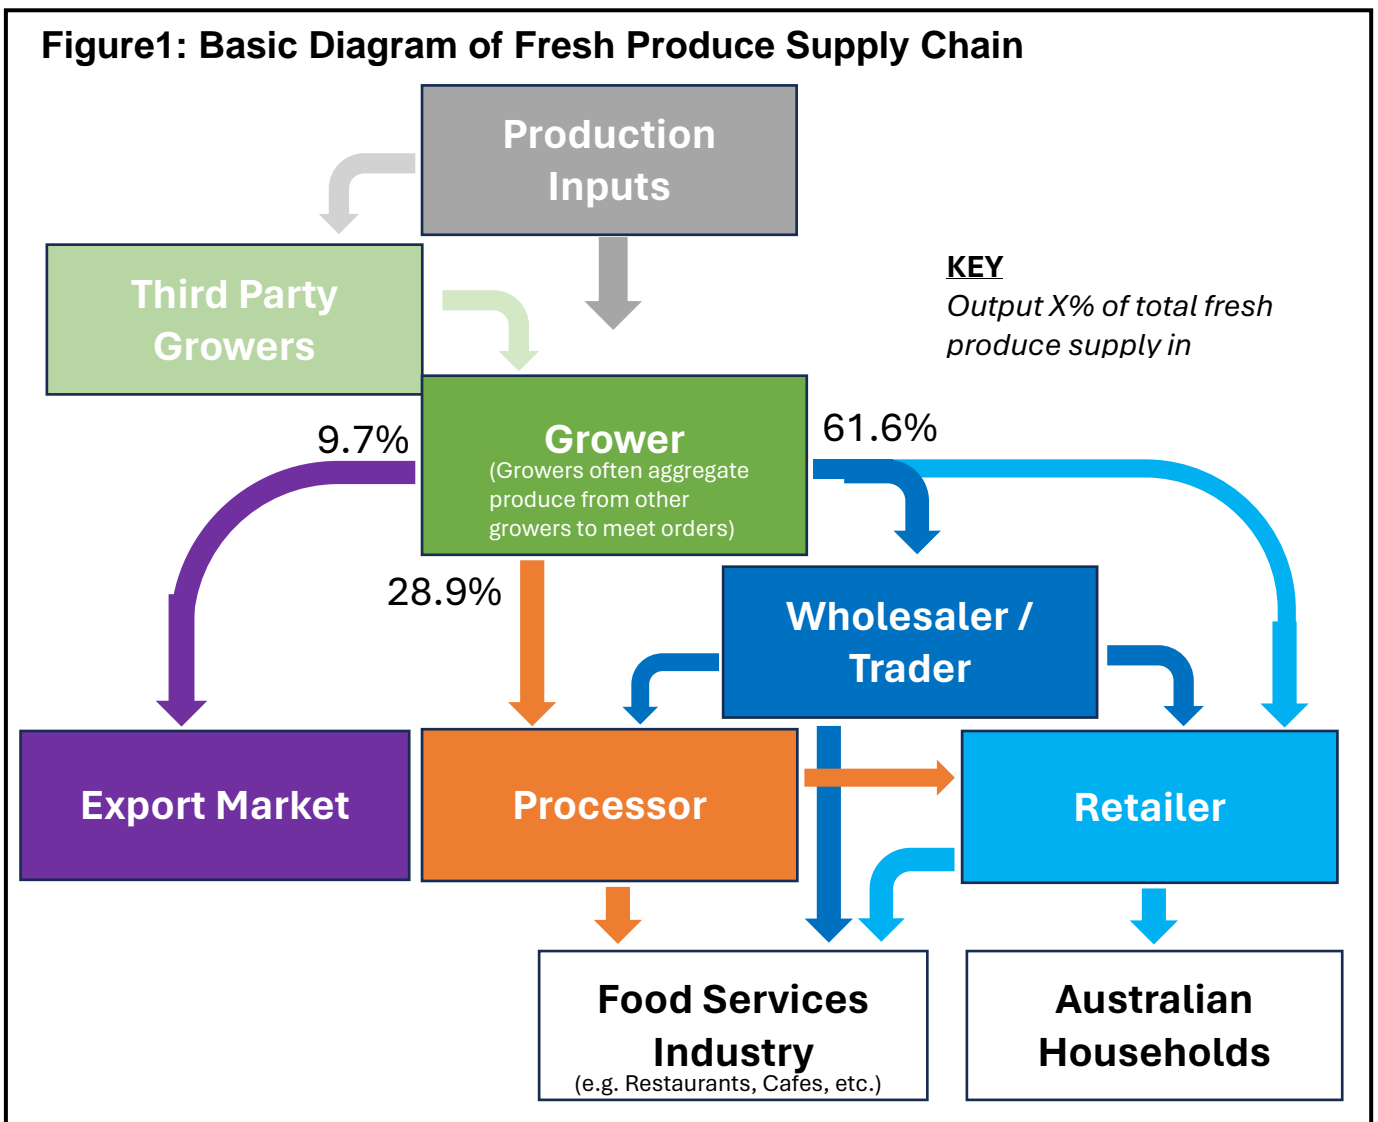 Figure1: Basic Diagram of Fresh Produce Supply Chain
Production
Inputs
Third Party
Growers
KEY
Output X% of total fresh
produce supply in
9.7%
Grower
(Growers often aggregate
produce from other
growers to meet orders)
61.6%
28.9%
Wholesaler /
Trader
Export Market
Processor
Retailer
Food Services
Industry
(e.g. Restaurants, Cafes, etc.)
Australian
Households